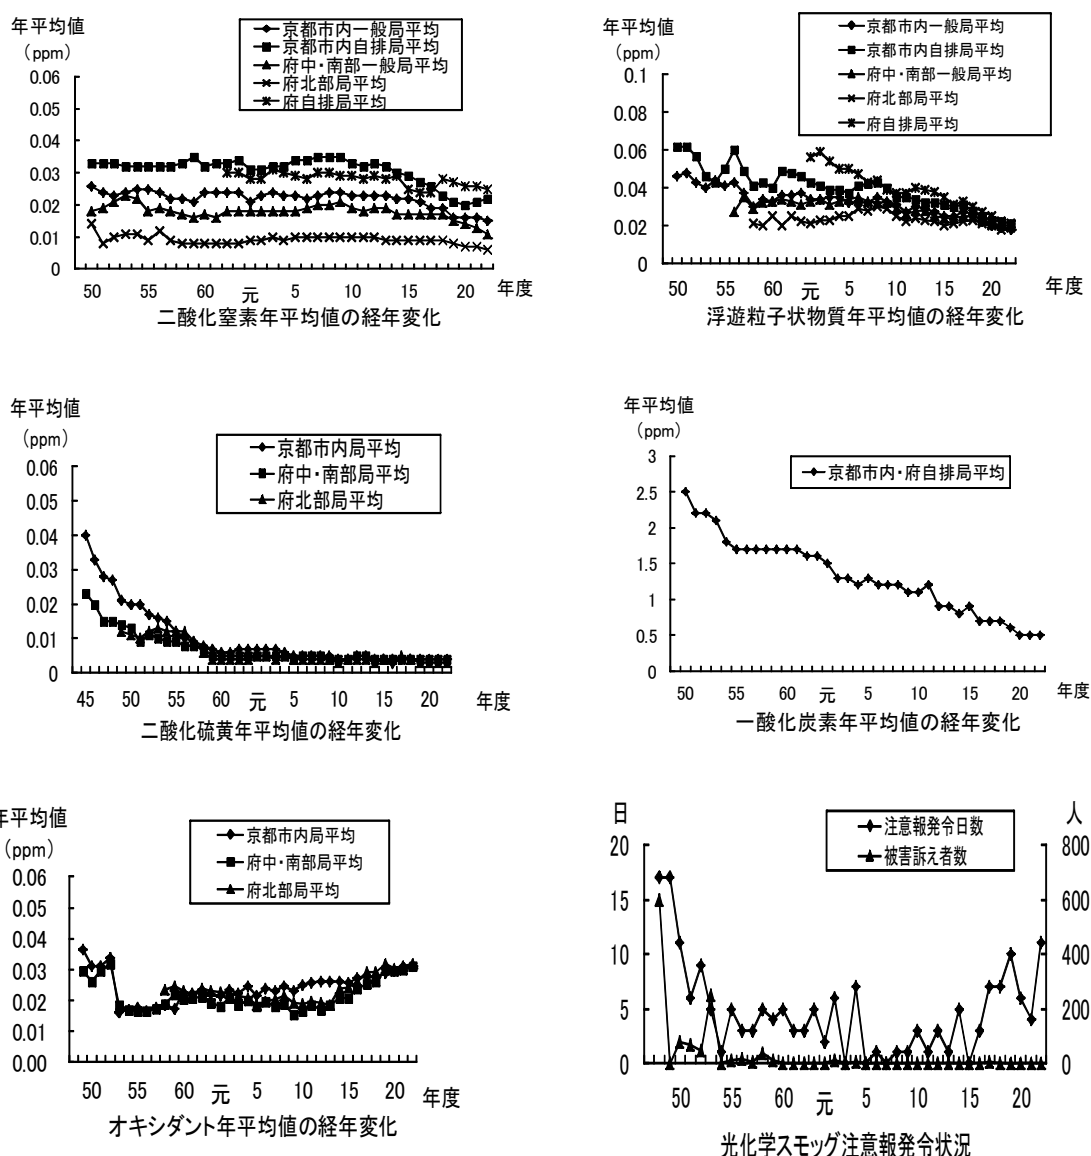 年平均値
（ppm）
京都市内一般局平均
京都市内自排局平均
府中・南部一般局平均
府北部局平均
府自排局平均
0.06
0.05
0.04
0.03
0.02
0.01
0
50 55 60 元 5 10 15 20 年度
二酸化窒素年平均値の経年変化
年平均値
（ppm）
京都市内一般局平均
京都市内自排局平均
府中・南部一般局平均
府北部局平均
府自排局平均
0.1
0.08
0.06
0.04
0.02
0
50 55 60 元 5 10 15 20 年度
浮遊粒子状物質年平均値の経年変化
年平均値
（ppm）
京都市内局平均
府中・南部局平均
府北部局平均
0.06
0.05
0.04
0.03
0.02
0.01
0
45 50 55 60 元 5 10 15 20 年度
二酸化硫黄年平均値の経年変化
年平均値
（ppm）
京都市内・府自排局平均
3
2.5
2
1.5
1
0.5
0
50 55 60 元 5 10 15 20 年度
一酸化炭素年平均値の経年変化
年平均値
（ppm）
京都市内局平均
府中・南部局平均
府北部局平均
0.06
0.05
0.04
0.03
0.02
0.01
0.00
50 55 60 元 5 10 15 20 年度
オキシダント年平均値の経年変化
日 人
注意報発令日数
被害訴え者数
20 800
15 600
10 400
5 200
0 0
50 55 60 元 5 10 15 20
光化学スモッグ注意報発令状況